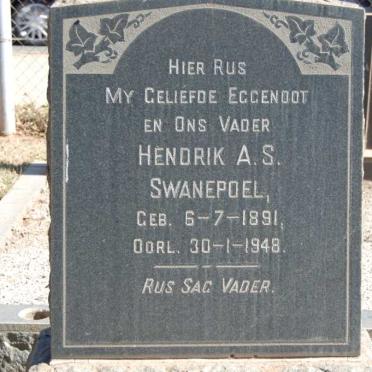 HIER RUS
MY GELIEFDE EGGENOOT
EN ONS VADER
HENDRIK A.S.
SWANEPOEL,
GEB. 6-7-1891,
OORL. 30-1-1948.
RUS SAG VADER.